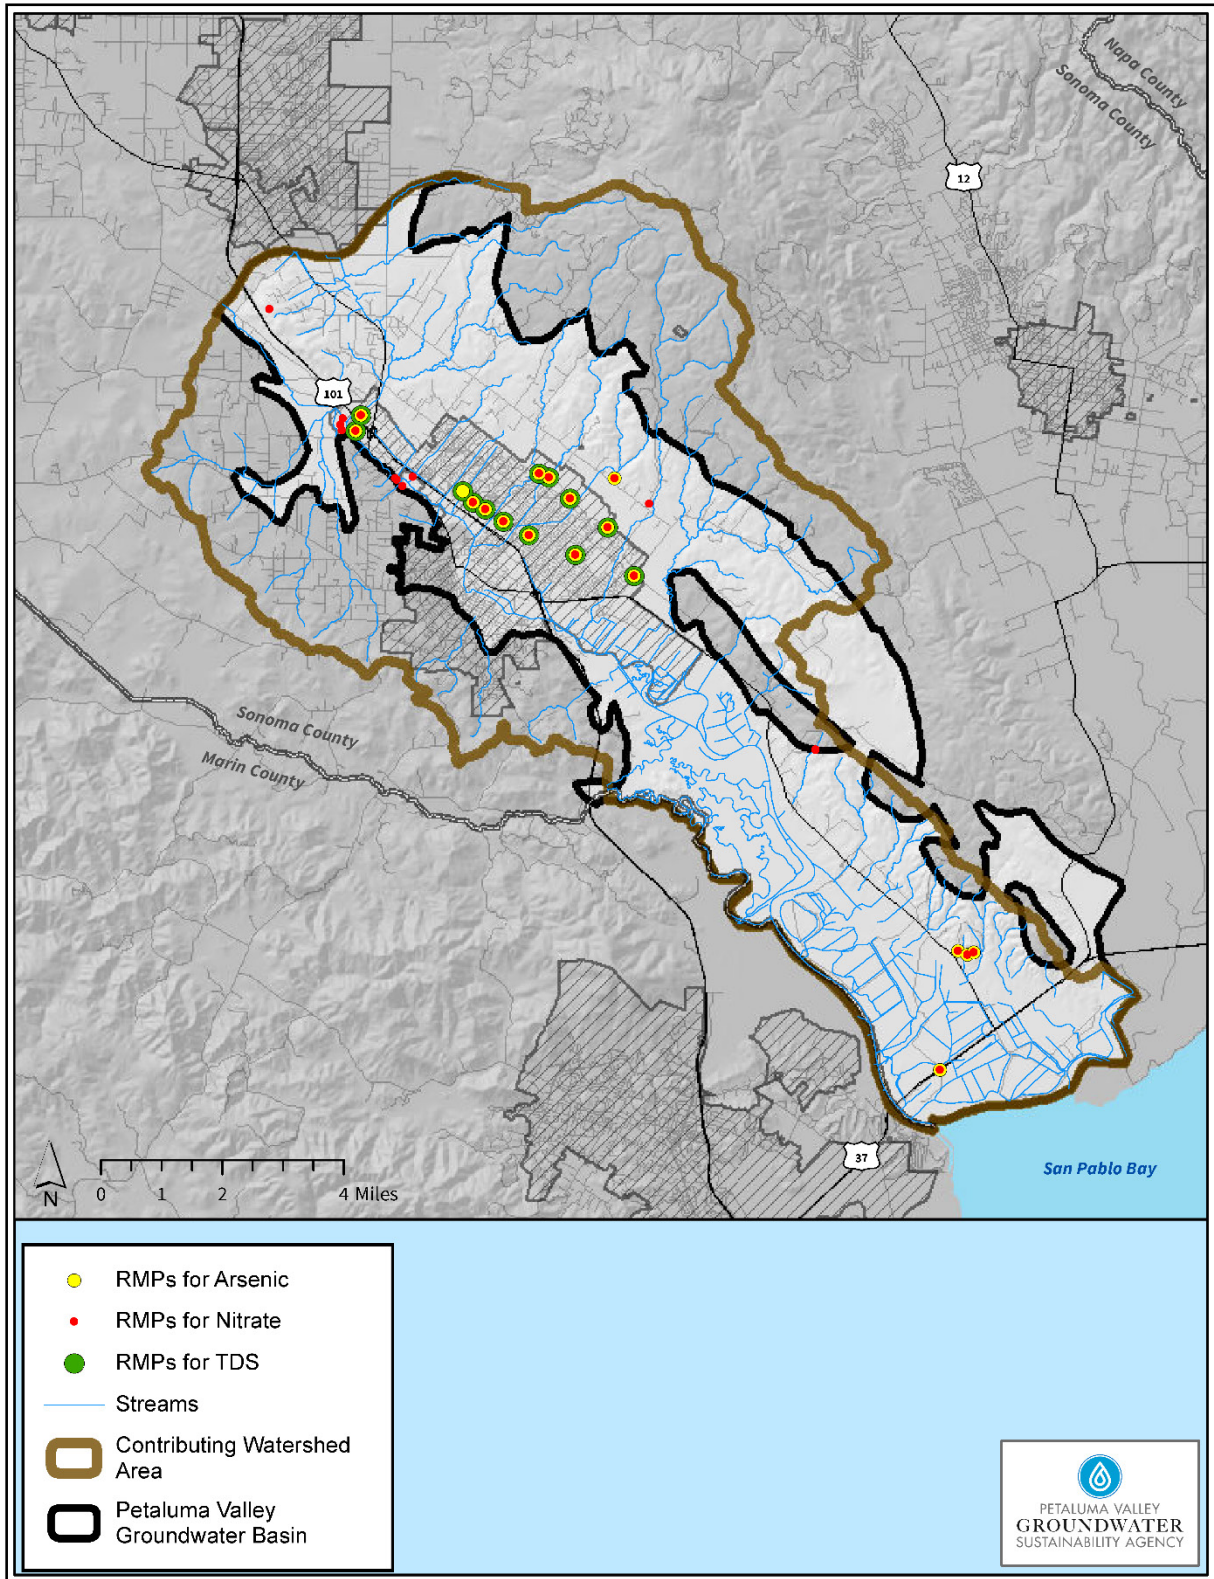 Napa County
Sonoma County
12
101
Sonoma County
Marin County
37
San Pablo Bay
N
0 1 2 4 Miles
RMPs for Arsenic
RMPs for Nitrate
RMPs for TDS
Streams
Contributing Watershed
Area
Petaluma Valley
Groundwater Basin
PETALUMA VALLEY
GROUNDWATER
SUSTAINABILITY AGENCY